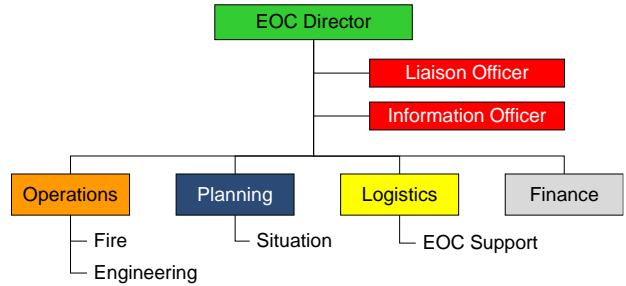 EOC Director
Liaison Officer
Information Officer
Operations
Planning
Logistics
Finance
Fire
Situation
EOC Support
Engineering